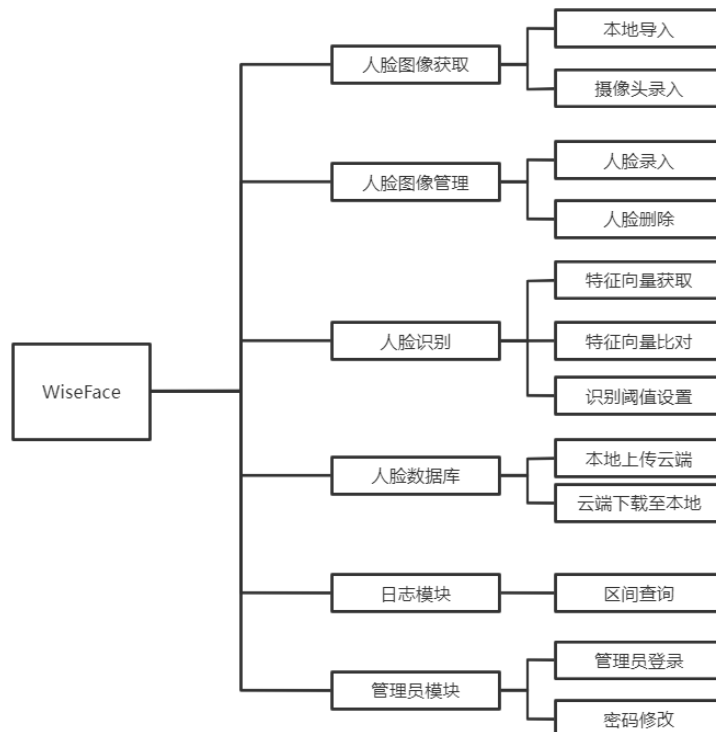 WiseFace
人脸图像获取
本地导入
摄像头录入
人脸图像管理
人脸录入
人脸删除
人脸识别
特征向量获取
特征向量比对
识别阈值设置
人脸数据库
本地上传云端
云端下载至本地
日志模块
区间查询
管理员模块
管理员登录
密码修改